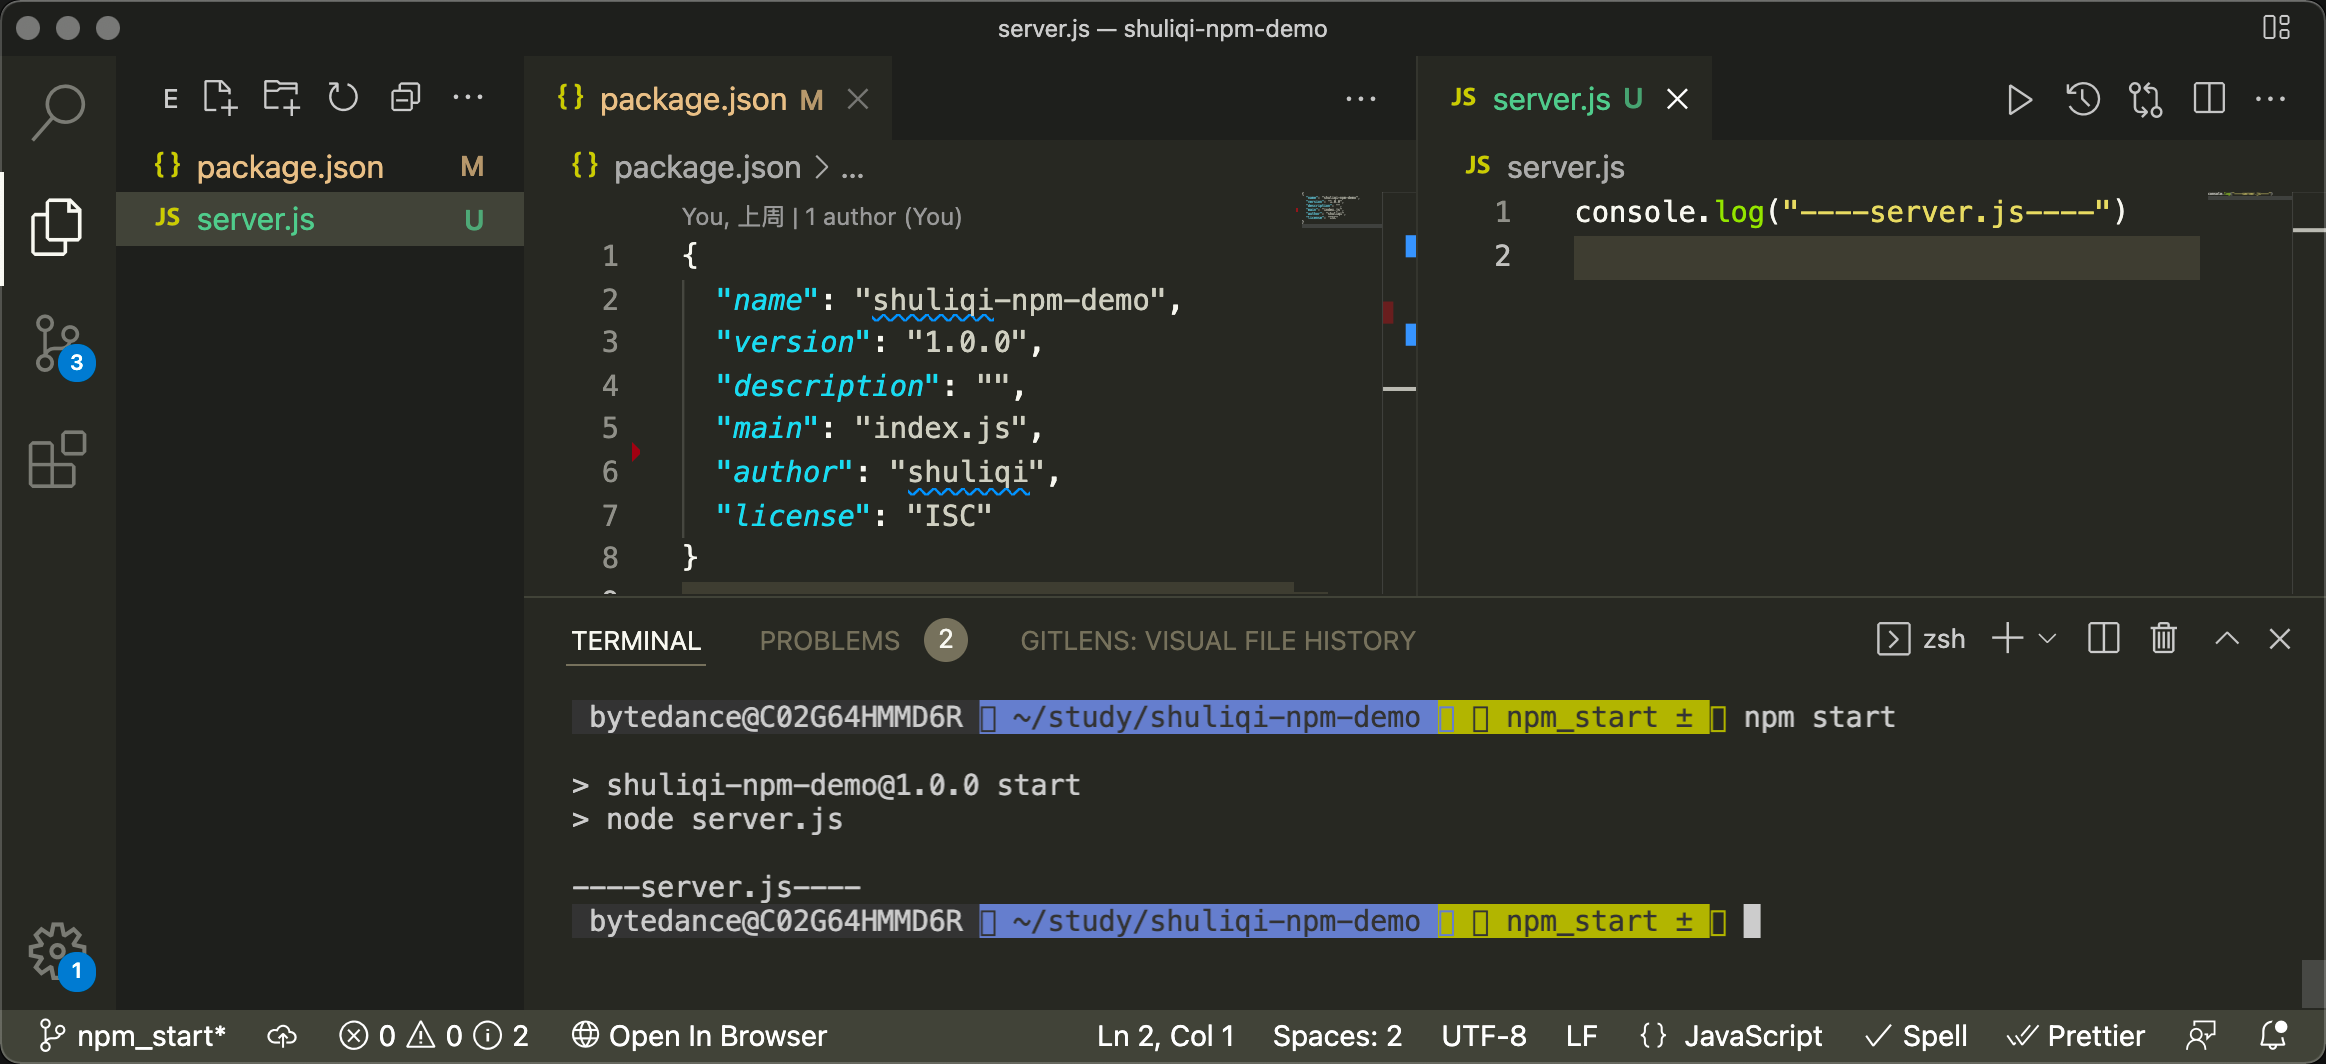 server.js — shuliqi-npm-demo
E
package.json M
server.js U
3
1
package.json M
package.json > ...
You, 上周 | 1 author (You)
1 {
2 "name": "shuliqi-npm-demo",
3 "version": "1.0.0",
4 "description": "",
5 "main": "index.js",
6 "author": "shuliqi",
7 "license": "ISC"
8 }
JS server.js U
JS server.js
1 console.log("----server.js----")
2
TERMINAL PROBLEMS 2 GITLENS: VISUAL FILE HISTORY zsh
bytedance@C02G64HMMD6R ~/study/shuliqi-npm-demo npm_start ± npm start
> shuliqi-npm-demo@1.0.0 start
> node server.js
----server.js----
bytedance@C02G64HMMD6R ~/study/shuliqi-npm-demo npm_start ±
npm_start* 0 0 2 Open In Browser Ln 2, Col 1 Spaces: 2 UTF-8 LF {} JavaScript Spell Prettier